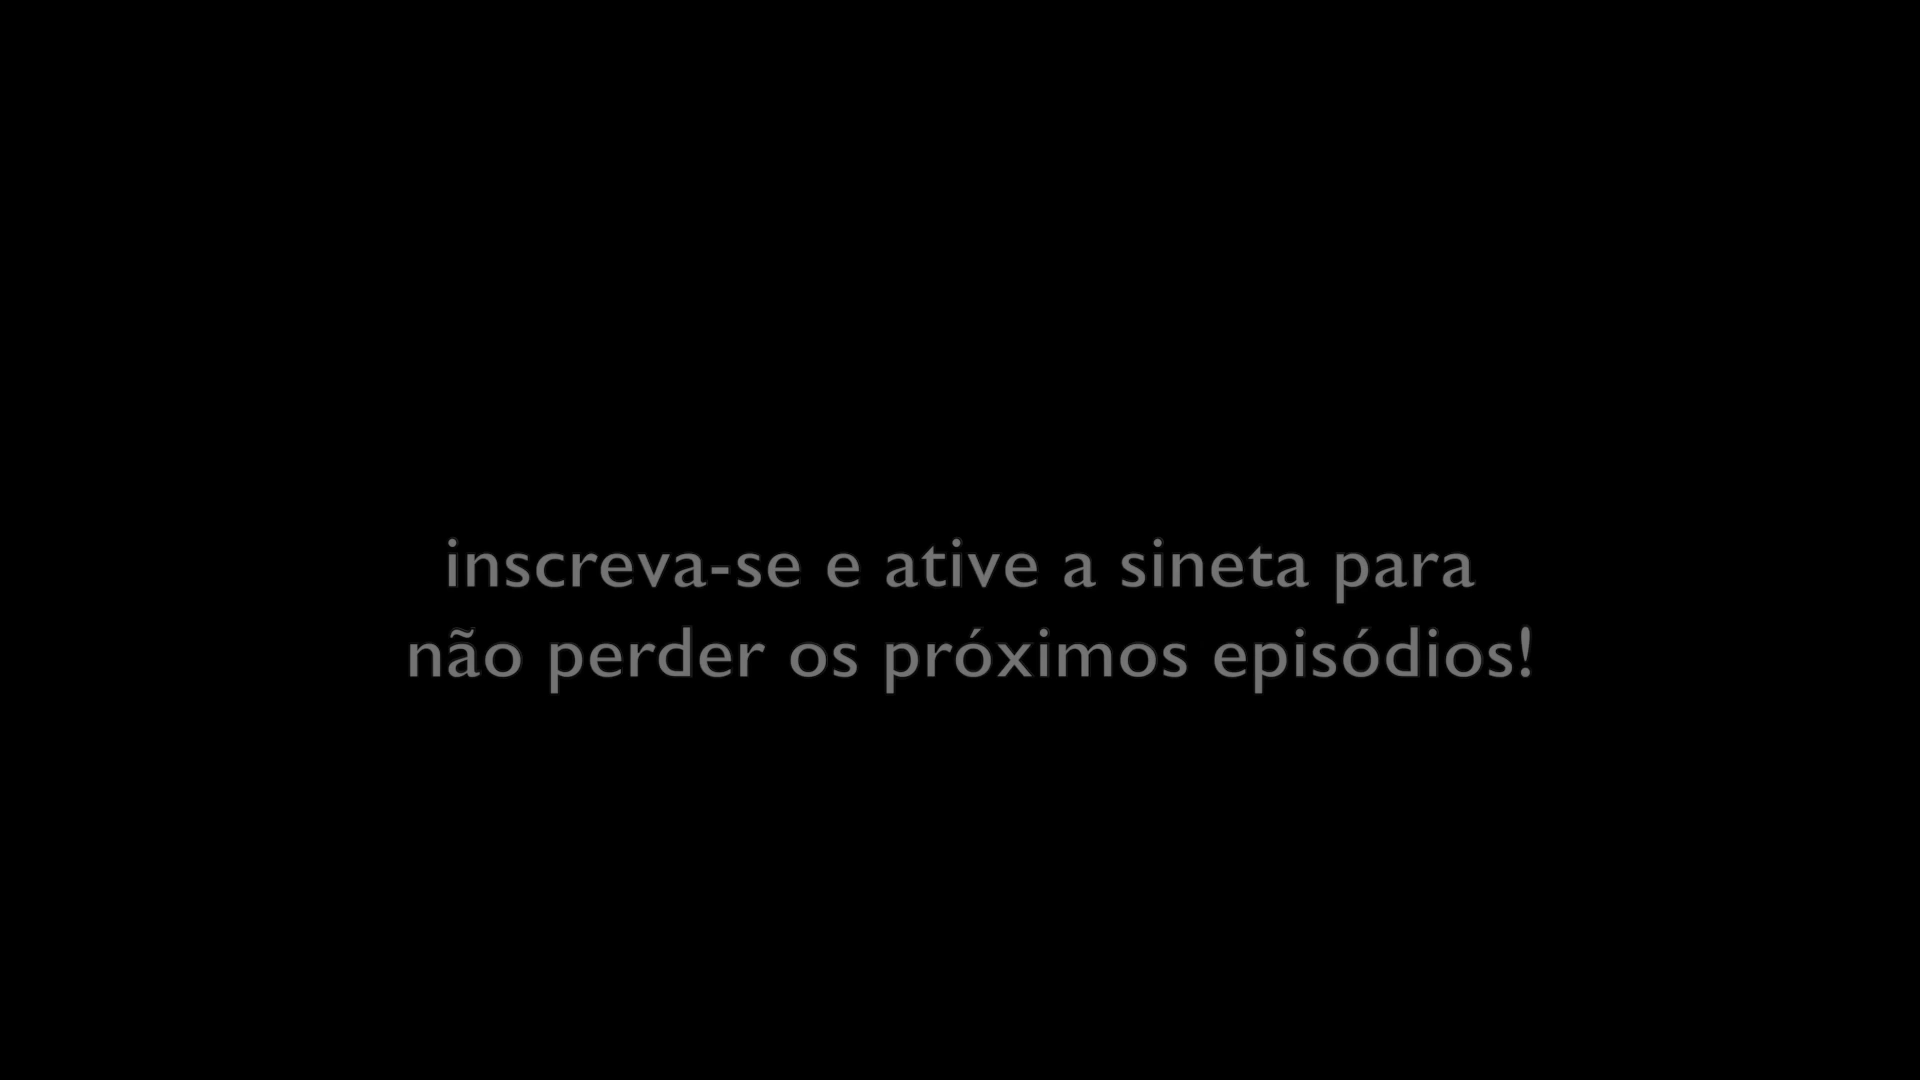 inscreva-se e ative a sineta para
não perder os próximos episódios!